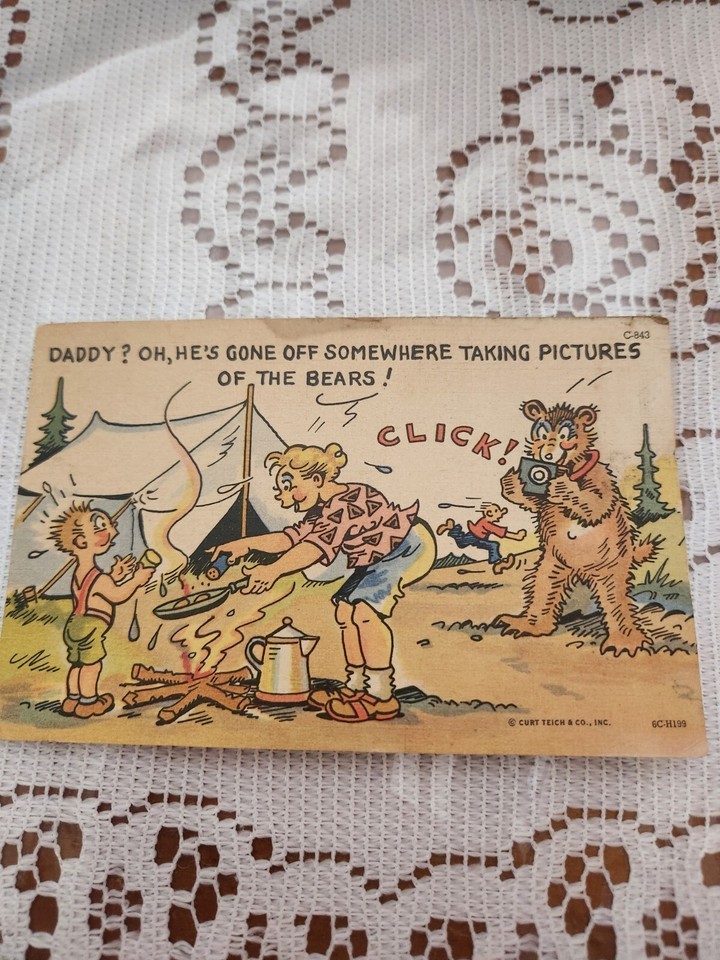 C-843
DADDY? OH, HE'S GONE OFF SOMEWHERE TAKING PICTURES
OF THE BEARS!
CLICK!
© CURT TEICH & CO., INC.
6C-H199